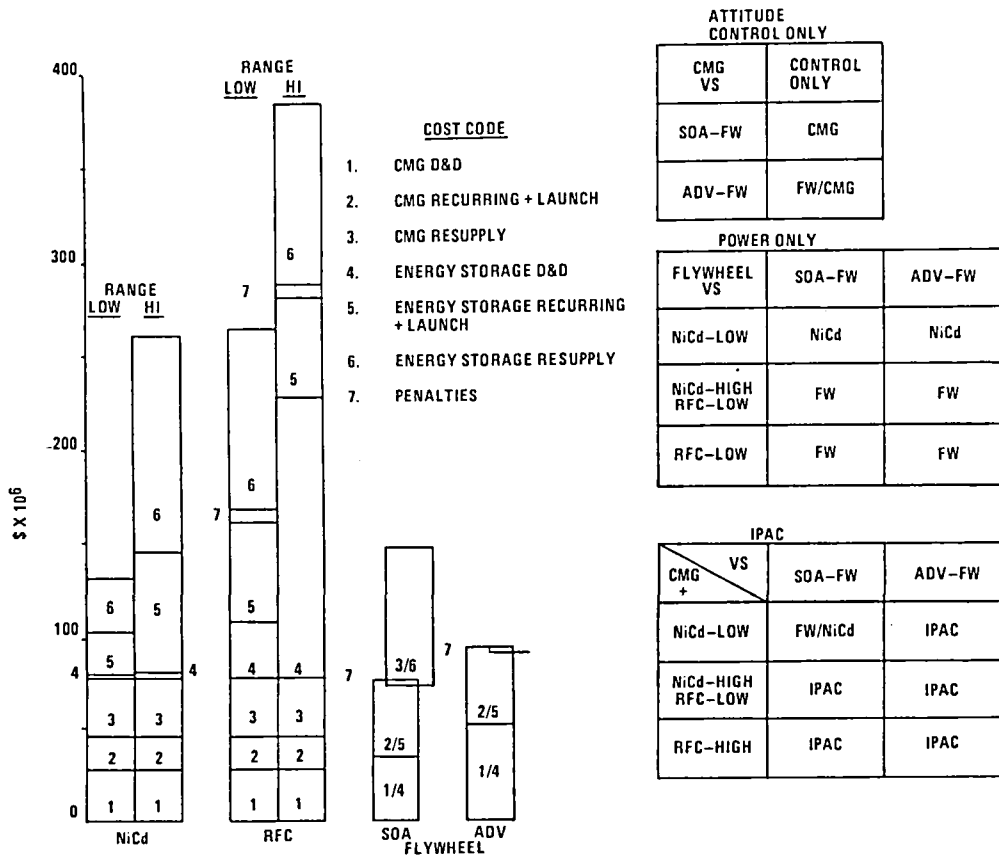 400
300
200
100
4
0
$ X 10⁶
RANGE
LOW HI
6
5
3
2
1
6
5
4
3
2
1
NiCd
RANGE
LOW HI
7
6
7
5
4
3
2
1
6
5
4
3
2
1
RFC
7
3/6
2/5
1/4
SOA
7
2/5
1/4
ADV
FLYWHEEL
COST CODE
1. CMG D&D
2. CMG RECURRING + LAUNCH
3. CMG RESUPPLY
4. ENERGY STORAGE D&D
5. ENERGY STORAGE RECURRING
+ LAUNCH
6. ENERGY STORAGE RESUPPLY
7. PENALTIES
ATTITUDE
CONTROL ONLY
CMG CONTROL
VS ONLY
SOA-FW CMG
ADV-FW FW/CMG
POWER ONLY
FLYWHEEL SOA-FW ADV-FW
VS
NiCd-LOW NiCd NiCd
NiCd-HIGH FW FW
RFC-LOW
RFC-LOW FW FW
IPAC
VS SOA-FW ADV-FW
CMG
+
NiCd-LOW FW/NiCd IPAC
NiCd-HIGH IPAC IPAC
RFC-LOW
RFC-HIGH IPAC IPAC